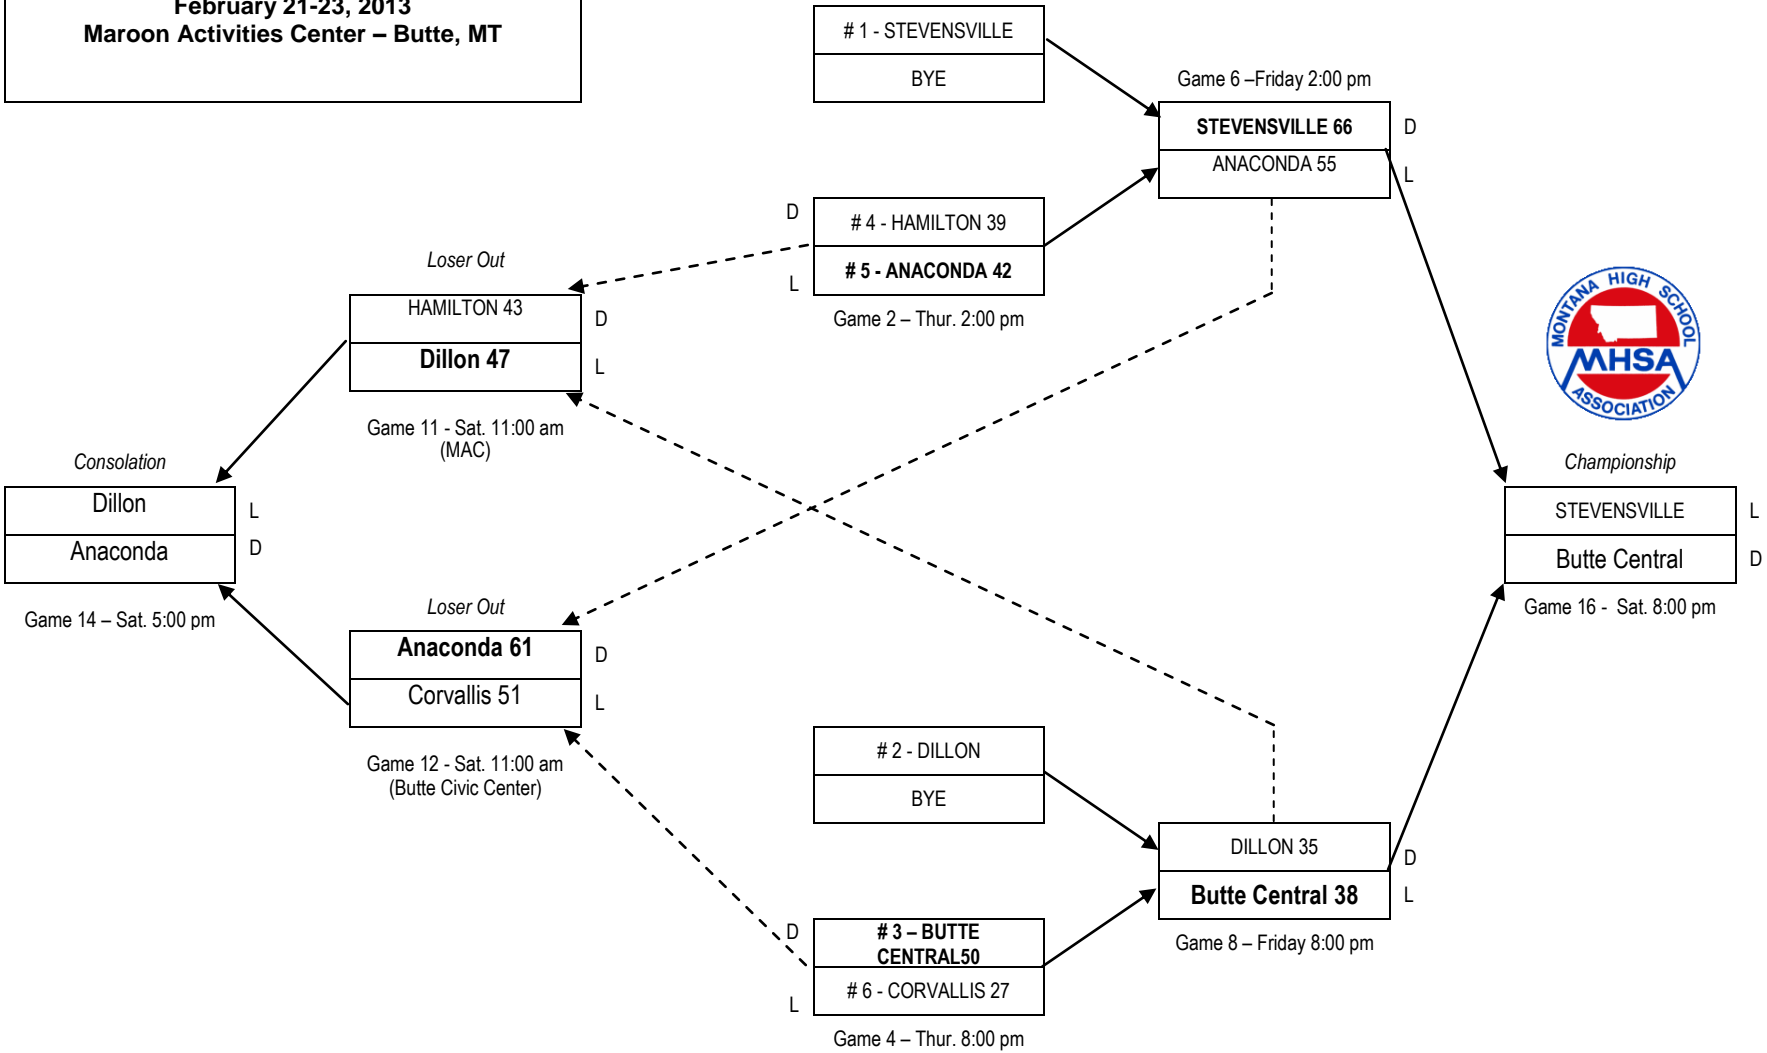 February 21-23, 2013
Maroon Activities Center – Butte, MT
# 1 - STEVENSVILLE
BYE
Game 6 –Friday 2:00 pm
STEVENSVILLE 66
D
ANACONDA 55
L
D
# 4 - HAMILTON 39
# 5 - ANACONDA 42
L
Game 2 – Thur. 2:00 pm
Loser Out
HAMILTON 43
D
Dillon 47
L
Game 11 - Sat. 11:00 am
(MAC)
MONTANA HIGH SCHOOL
MHSA
ASSOCIATION
Consolation
Dillon
L
Anaconda
D
Game 14 – Sat. 5:00 pm
Championship
STEVENSVILLE
L
Butte Central
D
Game 16 -  Sat. 8:00 pm
Loser Out
Anaconda 61
D
Corvallis 51
L
Game 12 - Sat. 11:00 am
(Butte Civic Center)
# 2 - DILLON
BYE
DILLON 35
D
Butte Central 38
L
Game 8 – Friday 8:00 pm
D
# 3 – BUTTE
CENTRAL50
# 6 - CORVALLIS 27
L
Game 4 – Thur. 8:00 pm